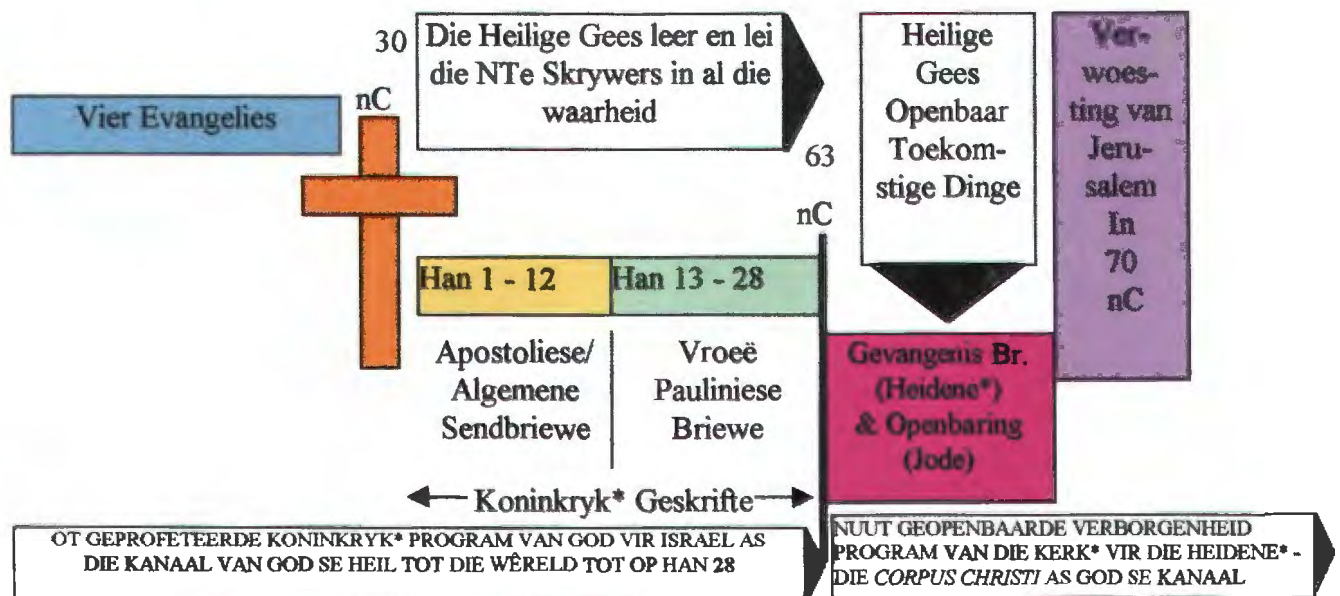 Vier Evangelies
30
nC
Die Heilige Gees leer en lei
die NTe Skrywers in al die
waarheid
63
nC
Heilige
Gees
Openbaar
Toekom-
stige Dinge
Ver-
woes-
ting van
Jeru-
salem
In
70
nC
Han 1 - 12
Han 13 - 28
Apostoliese/
Algemene
Sendbriewe
Vroeë
Pauliniese
Briewe
Gevangenis Br.
(Heidene*)
& Openbaring
(Jode)
Koninkryk* Geskrifte
OT GEPROFETEERDE KONINKRYK* PROGRAM VAN GOD VIR ISRAEL AS
DIE KANAAL VAN GOD SE HEIL TOT DIE WÊRELD TOT OP HAN 28
NUUT GEOPENBAARDE VERBORGENHEID
PROGRAM VAN DIE KERK* VIR DIE HEIDENE* -
DIE CORPUS CHRISTI AS GOD SE KANAAL